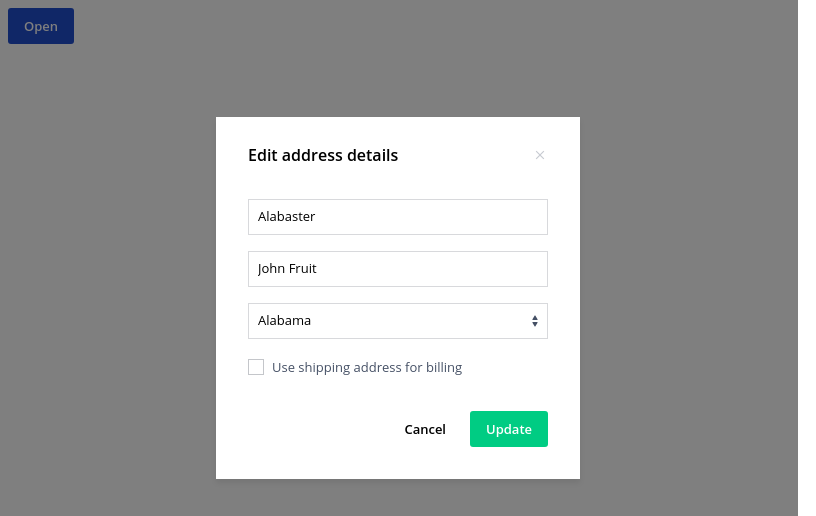 Open
Edit address details
Alabaster
John Fruit
Alabama
Use shipping address for billing
Cancel
Update